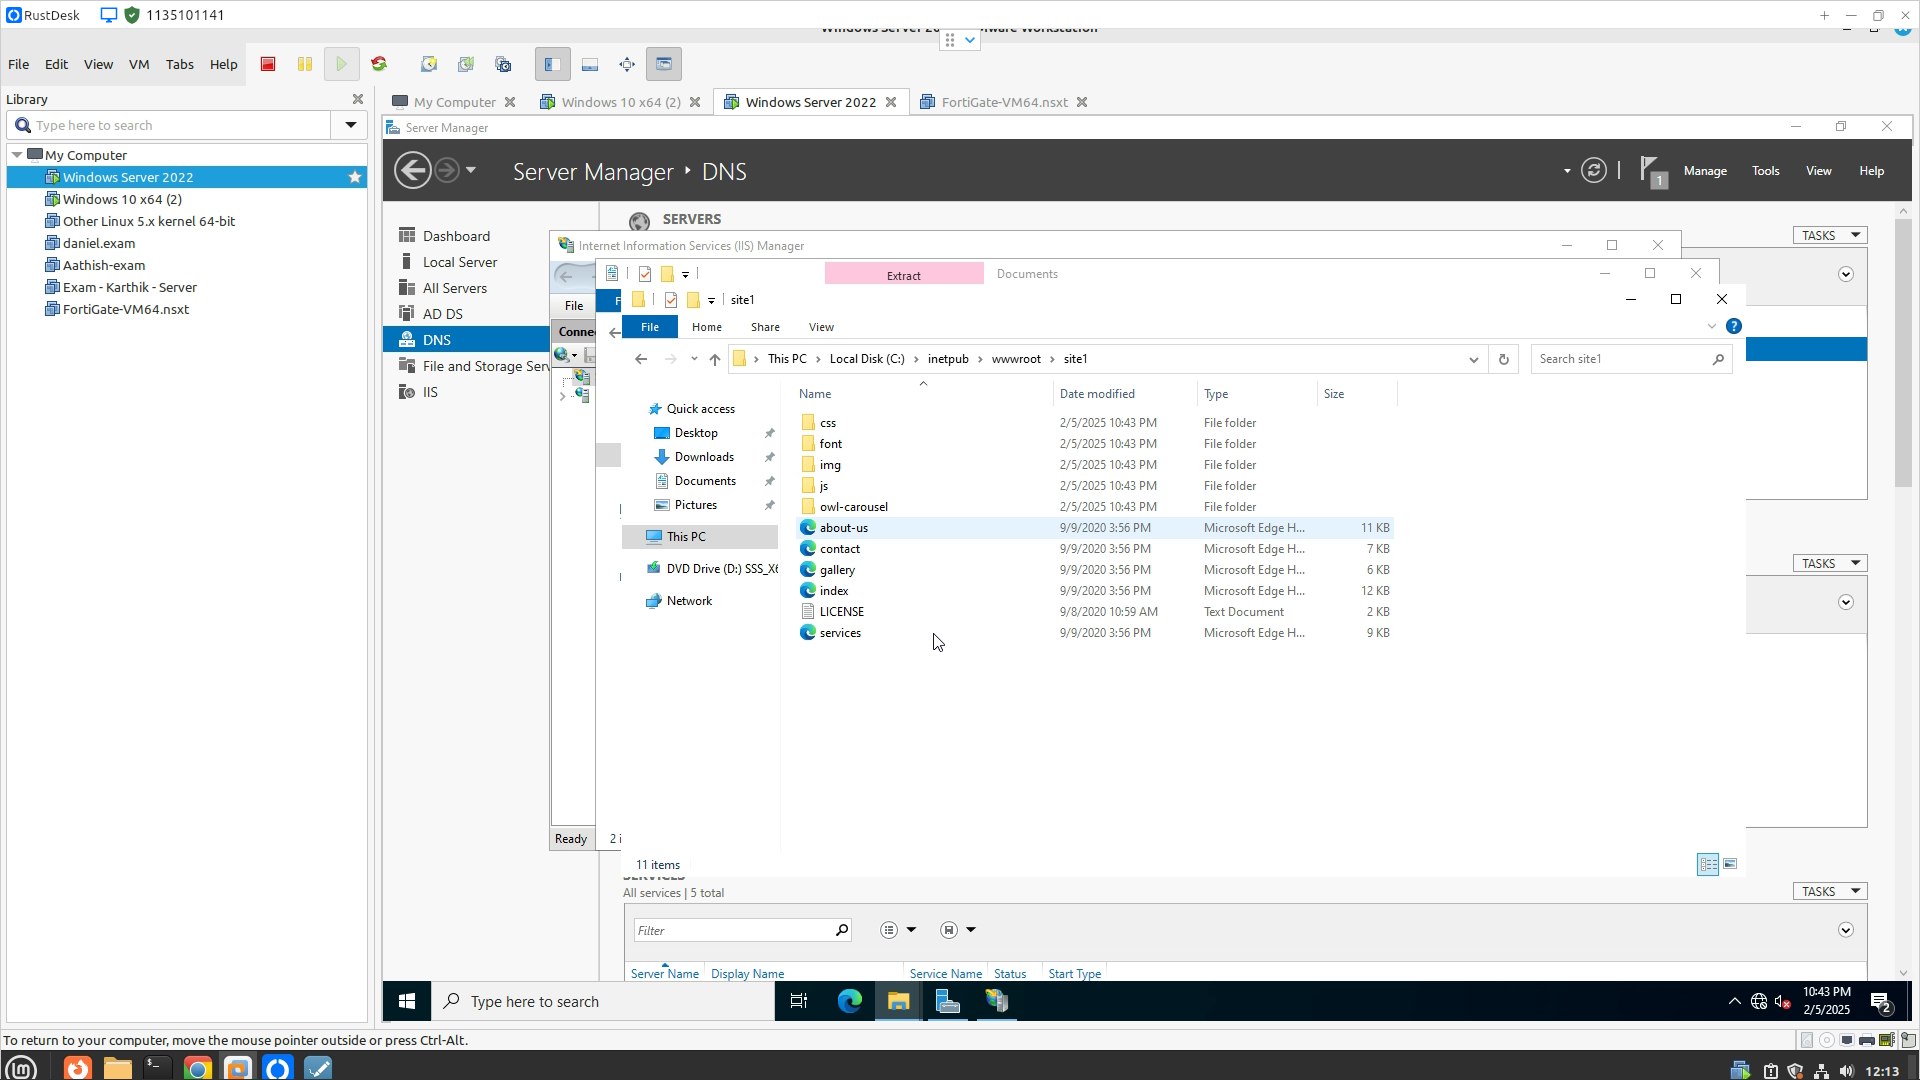 RustDesk
1135101141
File Edit View VM Tabs Help
Library
Type here to search
My Computer
Windows Server 2022
Windows 10 x64 (2)
Other Linux 5.x kernel 64-bit
daniel.exam
Aathish-exam
Exam - Karthik - Server
FortiGate-VM64.nsxt
My Computer Windows 10 x64 (2) Windows Server 2022 FortiGate-VM64.nsxt
Server Manager
Server Manager DNS
1 Manage Tools View Help
Dashboard
Local Server
All Servers
AD DS
DNS
File and Storage Serv
IIS
SERVERS
TASKS
Internet Information Services (IIS) Manager
File
Conne
Ready
Extract Documents
site1
File Home Share View
This PC Local Disk (C:) inetpub wwwroot site1
Search site1
Quick access
Desktop
Downloads
Documents
Pictures
This PC
DVD Drive (D:) SSS_X6
Network
Name Date modified Type Size
css 2/5/2025 10:43 PM File folder
font 2/5/2025 10:43 PM File folder
img 2/5/2025 10:43 PM File folder
js 2/5/2025 10:43 PM File folder
owl-carousel 2/5/2025 10:43 PM File folder
about-us 9/9/2020 3:56 PM Microsoft Edge H... 11 KB
contact 9/9/2020 3:56 PM Microsoft Edge H... 7 KB
gallery 9/9/2020 3:56 PM Microsoft Edge H... 6 KB
index 9/9/2020 3:56 PM Microsoft Edge H... 12 KB
LICENSE 9/8/2020 10:59 AM Text Document 2 KB
services 9/9/2020 3:56 PM Microsoft Edge H... 9 KB
11 items
TASKS
All services | 5 total
TASKS
Filter
Server Name Display Name Service Name Status Start Type
Type here to search
10:43 PM
2/5/2025
2
To return to your computer, move the mouse pointer outside or press Ctrl-Alt.
12:13